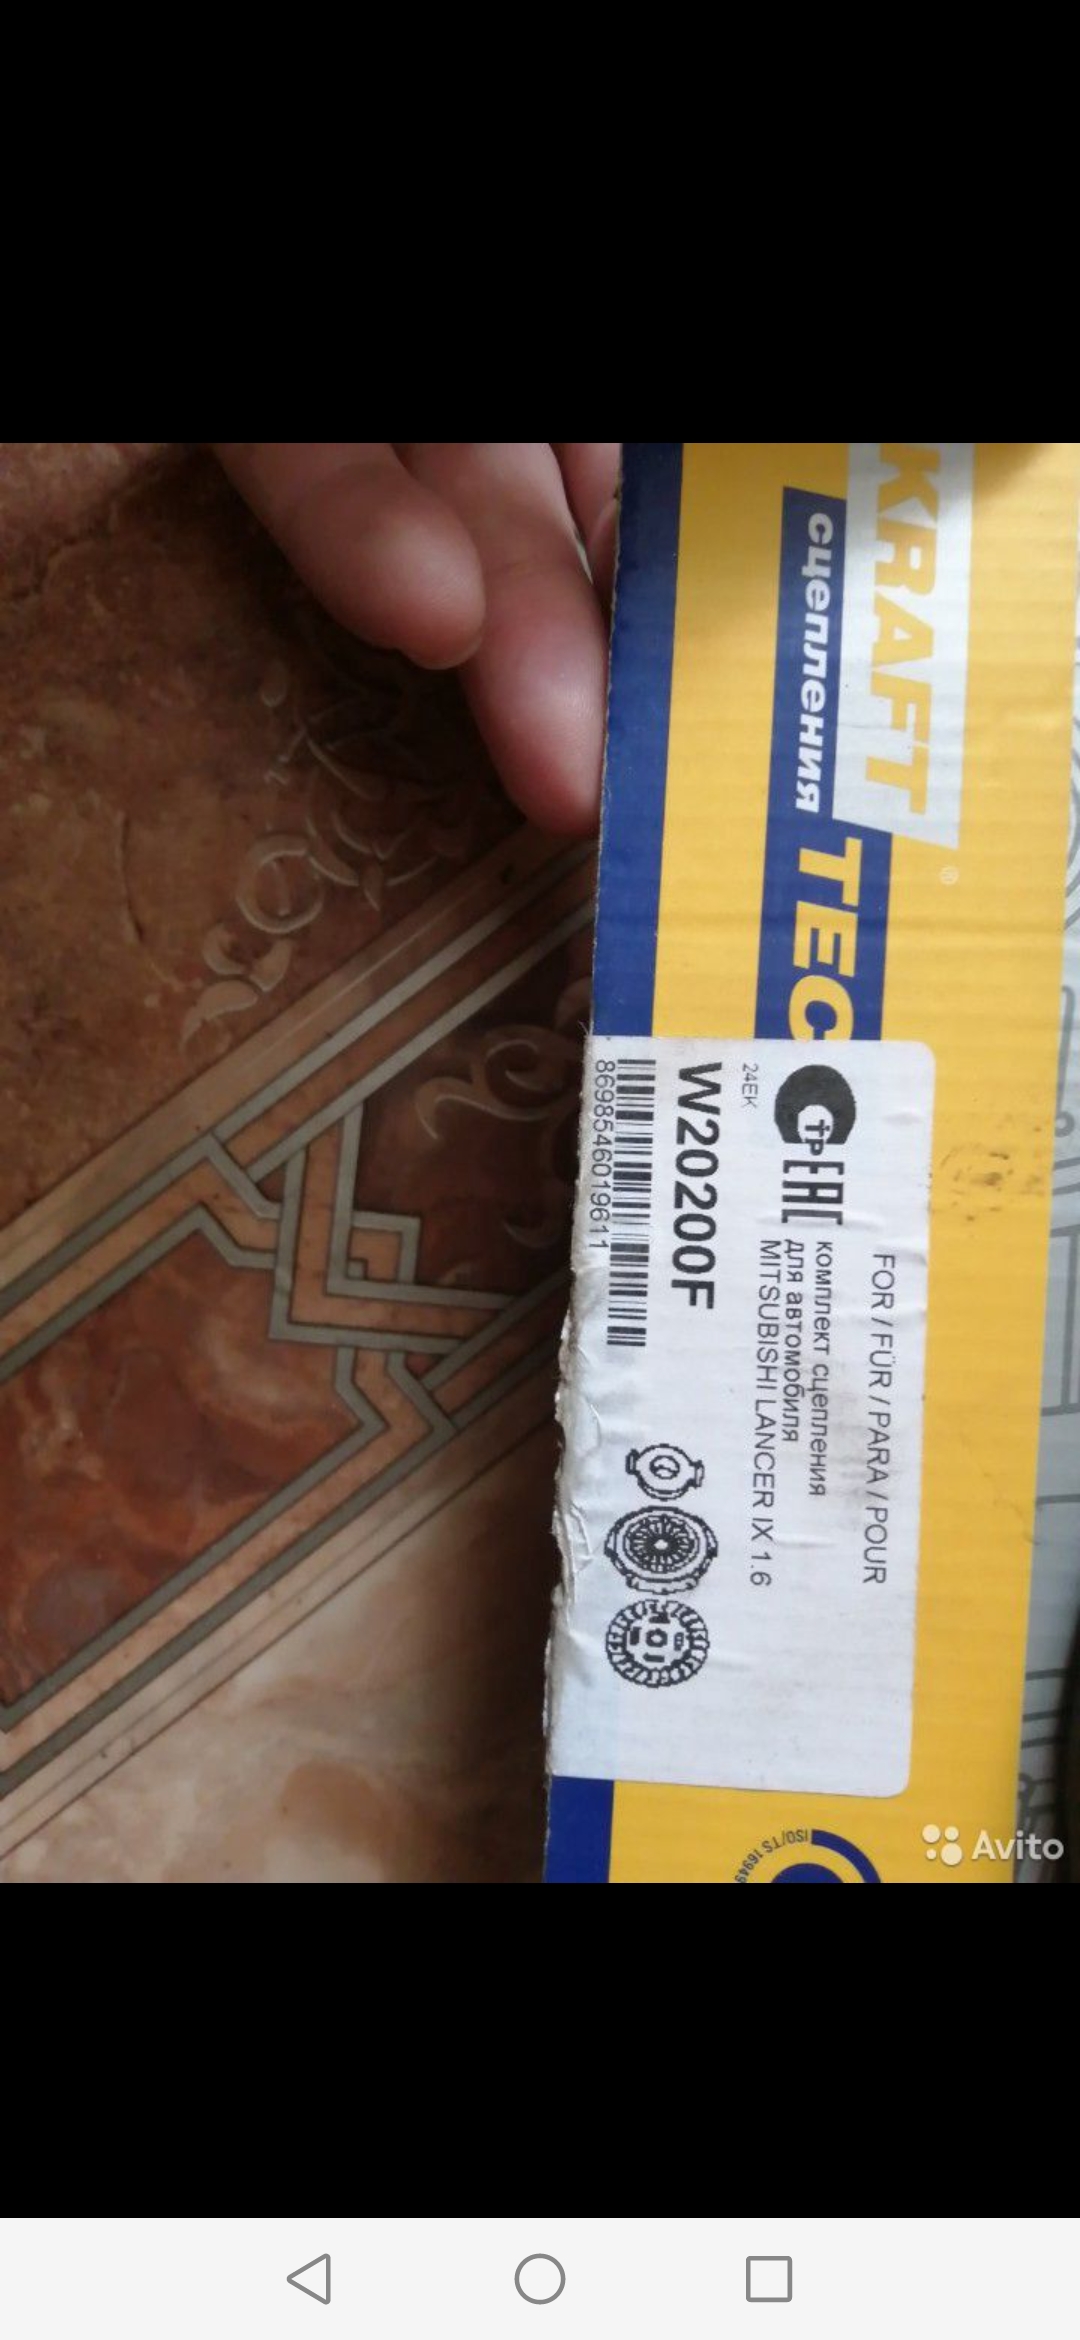 KRAFT
®
сцепления ТЕС
FOR / FÜR / PARA / POUR
комплект сцепления
для автомобиля
MITSUBISHI LANCER IX 1.6
EAC
24EK
W20200F
8698546019611
ISO/TS 16949
Avito